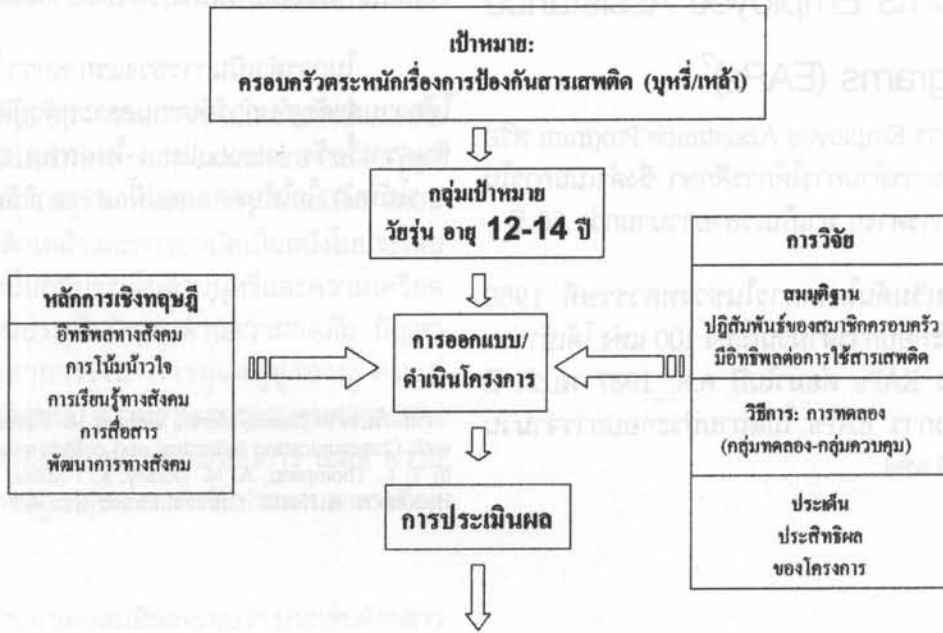 เป้าหมาย:
ครอบครัวตระหนักเรื่องการป้องกันสารเสพติด (บุหรี่/เหล้า)
กลุ่มเป้าหมาย
วัยรุ่น อายุ 12-14 ปี
หลักการเชิงทฤษฎี
อิทธิพลทางสังคม
การโน้มน้าวใจ
การเรียนรู้ทางสังคม
การสื่อสาร
พัฒนาการทางสังคม
การออกแบบ/
ดำเนินโครงการ
การวิจัย
สมมุติฐาน:
ปฏิสัมพันธ์ของสมาชิกครอบครัว
มีอิทธิพลต่อการใช้สารเสพติด
วิธีการ: การทดลอง
(กลุ่มทดลอง-กลุ่มควบคุม)
ประเด็น
ประสิทธิผล
ของโครงการ
การประเมินผล